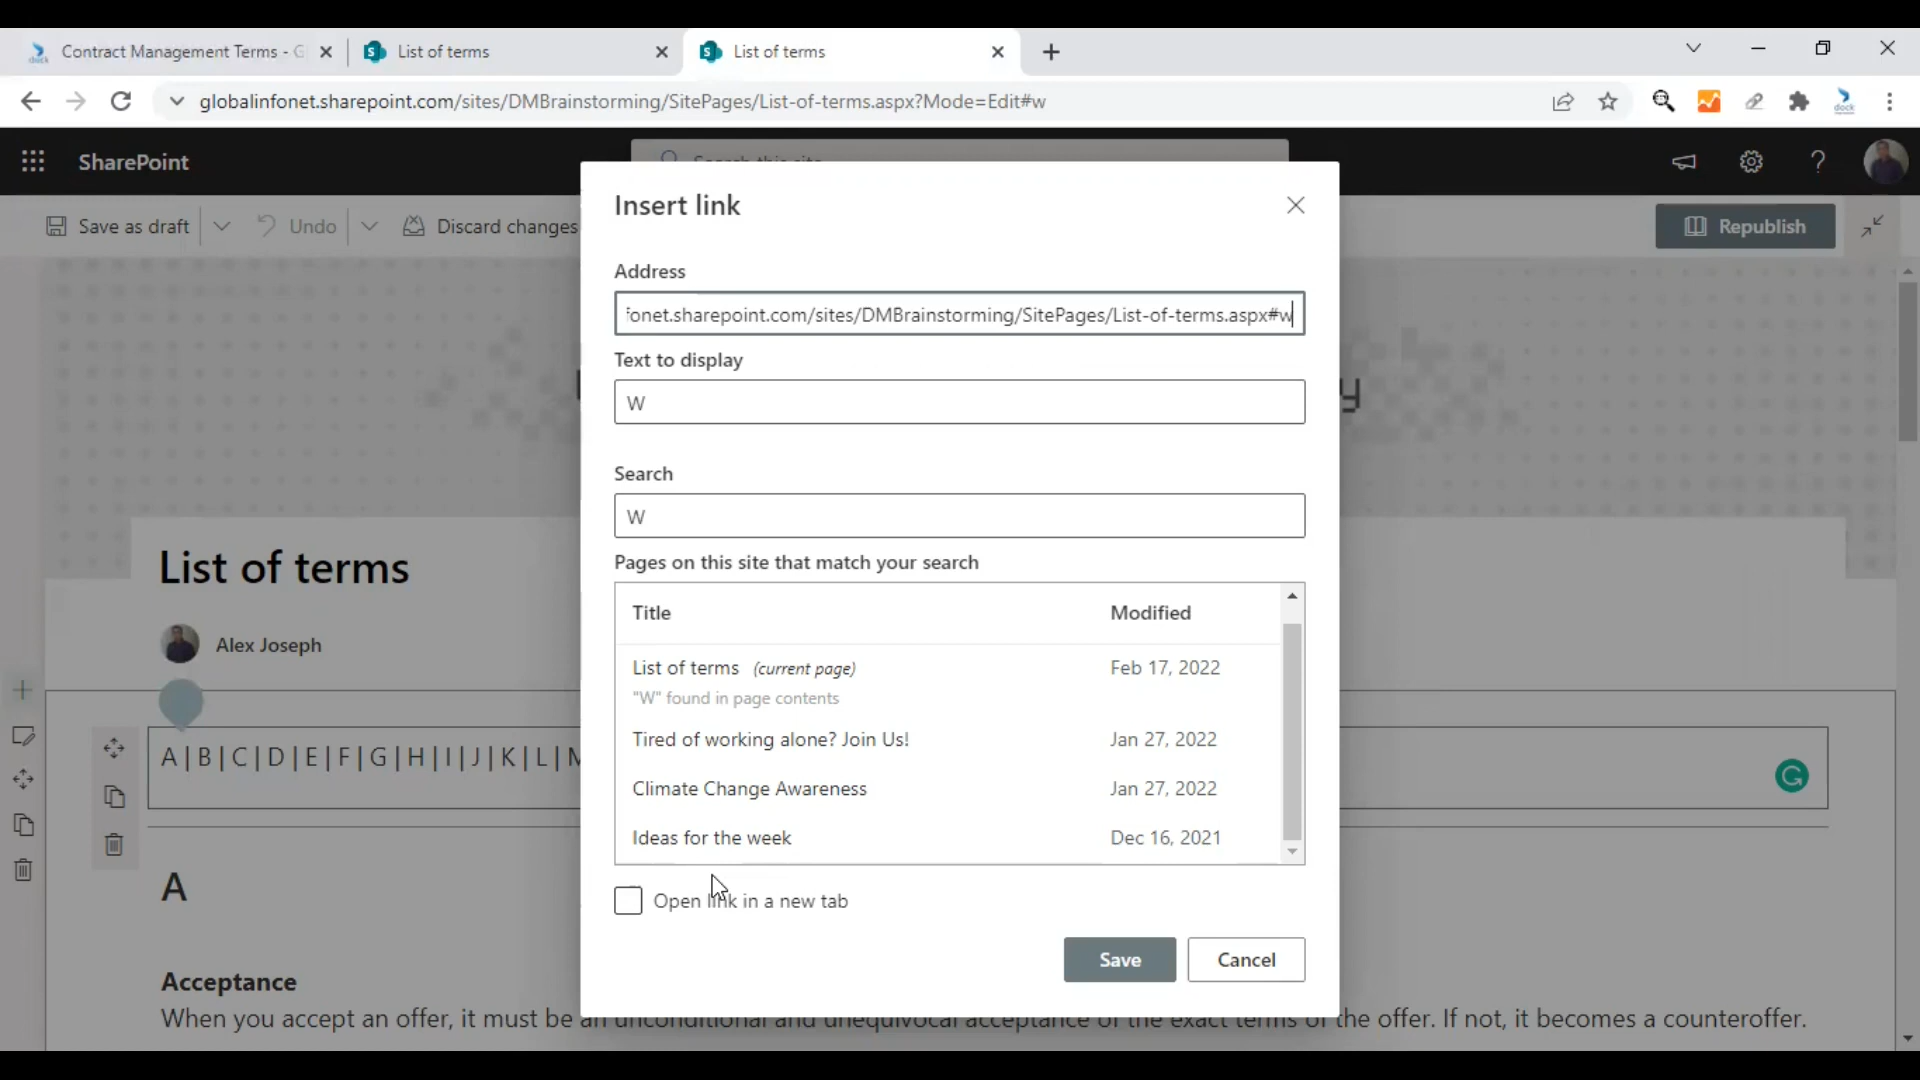 Contract Management Terms - G
List of terms
List of terms
globalinfonet.sharepoint.com/sites/DMBrainstorming/SitePages/List-of-terms.aspx?Mode=Edit#w
dock
SharePoint
Search this site
Save as draft
Undo
Discard changes
Republish
Insert link
Address
fonet.sharepoint.com/sites/DMBrainstorming/SitePages/List-of-terms.aspx#w
Text to display
W
Search
W
Pages on this site that match your search
Title Modified
List of terms (current page) Feb 17, 2022
"W" found in page contents
Tired of working alone? Join Us! Jan 27, 2022
Climate Change Awareness Jan 27, 2022
Ideas for the week Dec 16, 2021
Open link in a new tab
Save Cancel
List of terms
Alex Joseph
A | B | C | D | E | F | G | H | I | J | K | L | M
A
Acceptance
When you accept an offer, it must be an unconditional and unequivocal acceptance of the exact terms of the offer. If not, it becomes a counteroffer.